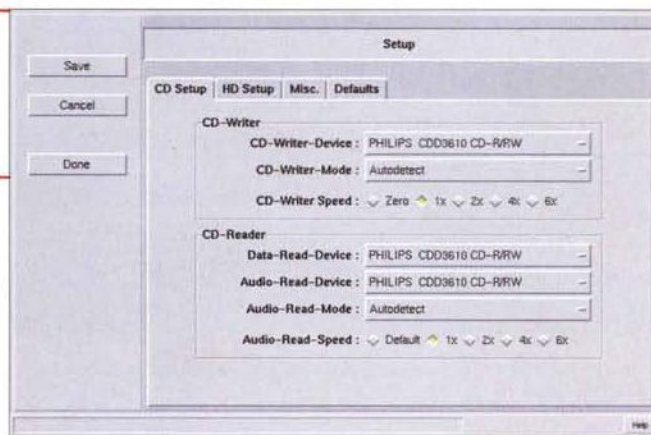 Setup
Save
Cancel
Done
CD Setup HD Setup Misc. Defaults
CD-Writer
CD-Writer-Device : PHILIPS CDD3610 CD-R/RW
CD-Writer-Mode : Autodetect
CD-Writer Speed : Zero 1x 2x 4x 6x
CD-Reader
Data-Read-Device : PHILIPS CDD3610 CD-R/RW
Audio-Read-Device : PHILIPS CDD3610 CD-R/RW
Audio-Read-Mode : Autodetect
Audio-Read-Speed : Default 1x 2x 4x 6x
Help